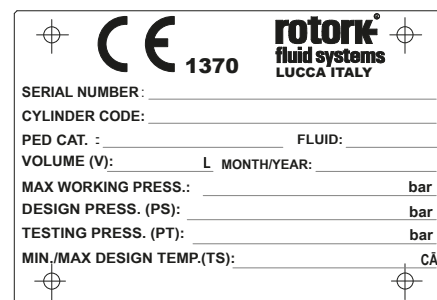 CE 1370
rotork®
fluid systems
LUCCA ITALY
SERIAL NUMBER:
CYLINDER CODE:
PED CAT. : FLUID:
VOLUME (V): L MONTH/YEAR:
MAX WORKING PRESS.: bar
DESIGN PRESS. (PS): bar
TESTING PRESS. (PT): bar
MIN./MAX DESIGN TEMP.(TS): CÃ